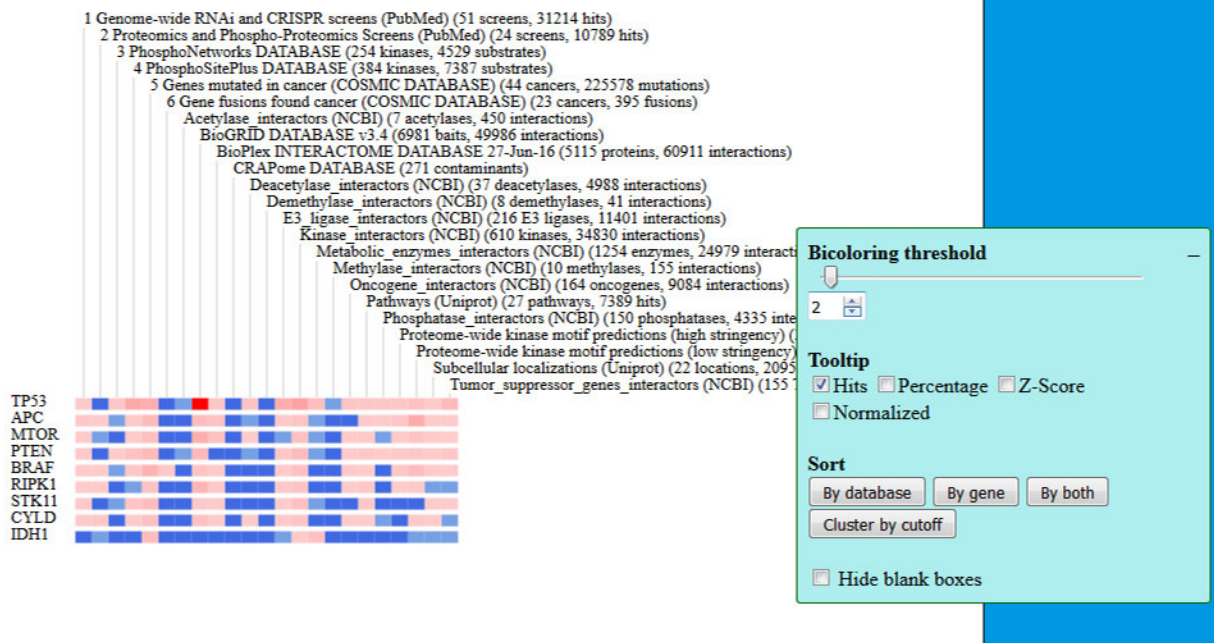 1 Genome-wide RNAi and CRISPR screens (PubMed) (51 screens, 31214 hits)
2 Proteomics and Phospho-Proteomics Screens (PubMed) (24 screens, 10789 hits)
3 PhosphoNetworks DATABASE (254 kinases, 4529 substrates)
4 PhosphoSitePlus DATABASE (384 kinases, 7387 substrates)
5 Genes mutated in cancer (COSMIC DATABASE) (44 cancers, 225578 mutations)
6 Gene fusions found cancer (COSMIC DATABASE) (23 cancers, 395 fusions)
Acetylase_interactors (NCBI) (7 acetylases, 450 interactions)
BioGRID DATABASE v3.4 (6981 baits, 49986 interactions)
BioPlex INTERACTOME DATABASE 27-Jun-16 (5115 proteins, 60911 interactions)
CRAPome DATABASE (271 contaminants)
Deacetylase_interactors (NCBI) (37 deacetylases, 4988 interactions)
Demethylase_interactors (NCBI) (8 demethylases, 41 interactions)
E3_ligase_interactors (NCBI) (216 E3 ligases, 11401 interactions)
Kinase_interactors (NCBI) (610 kinases, 34830 interactions)
Metabolic_enzymes_interactors (NCBI) (1254 enzymes, 24979 interacti
Methylase_interactors (NCBI) (10 methylases, 155 interactions)
Oncogene_interactors (NCBI) (164 oncogenes, 9084 interactions)
Pathways (Uniprot) (27 pathways, 7389 hits)
Phosphatase_interactors (NCBI) (150 phosphatases, 4335 inte
Proteome-wide kinase motif predictions (high stringency) (
Proteome-wide kinase motif predictions (low stringency)
Subcellular localizations (Uniprot) (22 locations, 2095
Tumor_suppressor_genes_interactors (NCBI) (155
TP53
APC
MTOR
PTEN
BRAF
RIPK1
STK11
CYLD
IDH1
Bicoloring threshold –
2
Tooltip
Hits Percentage Z-Score
Normalized
Sort
By database By gene By both
Cluster by cutoff
Hide blank boxes